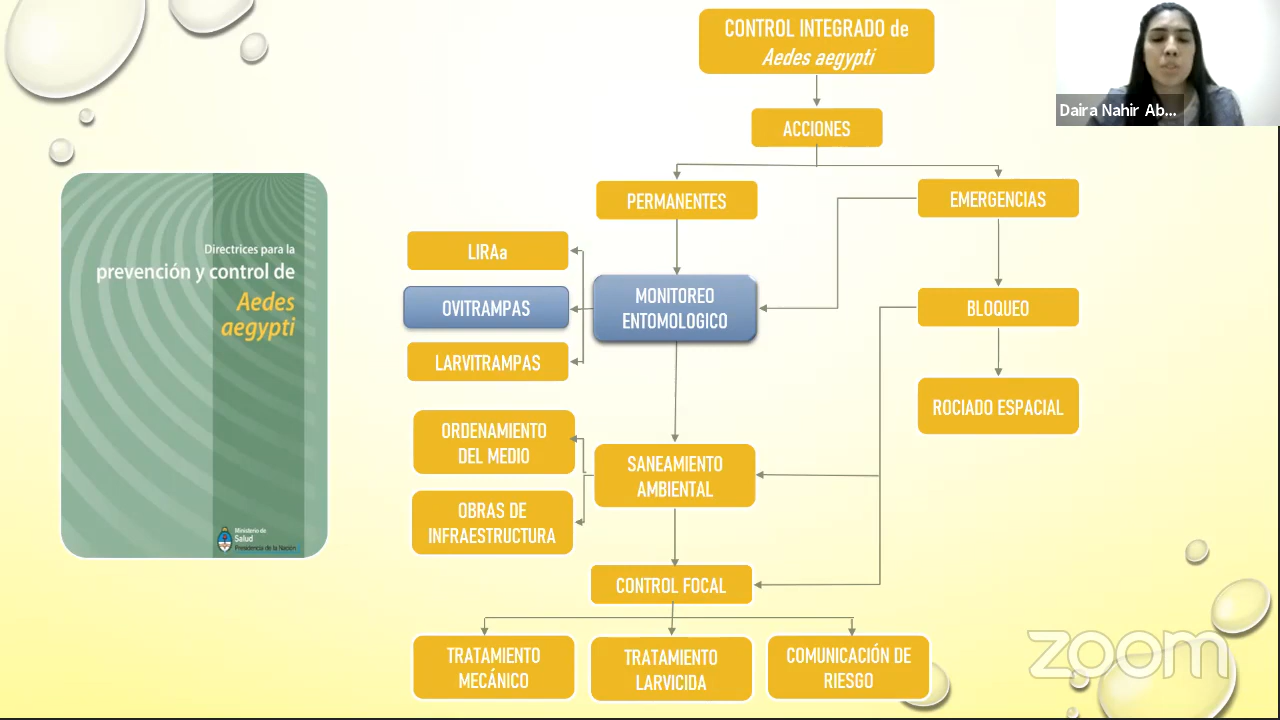 CONTROL INTEGRADO de
Aedes aegypti
Daira Nahir Ab...
ACCIONES
PERMANENTES
EMERGENCIAS
Directrices para la
prevención y control de
Aedes
aegypti
Ministerio de
Salud
Presidencia de la Nación
LIRAa
OVITRAMPAS
LARVITRAMPAS
MONITOREO
ENTOMOLOGICO
BLOQUEO
ROCIADO ESPACIAL
ORDENAMIENTO
DEL MEDIO
OBRAS DE
INFRAESTRUCTURA
SANEAMIENTO
AMBIENTAL
CONTROL FOCAL
TRATAMIENTO
MECÁNICO
TRATAMIENTO
LARVICIDA
COMUNICACIÓN DE
RIESGO
zoom